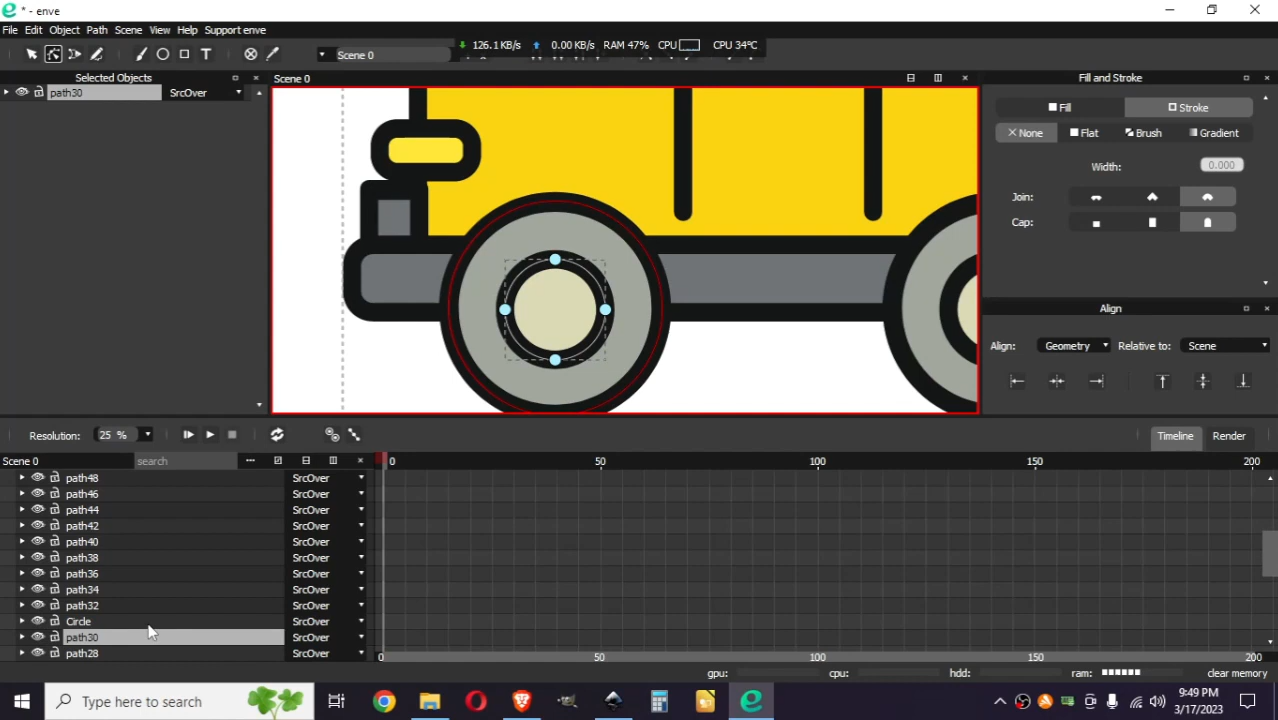 * - enve
File Edit Object Path Scene View Help Support enve
126.1 KB/s 0.00 KB/s RAM 47% CPU CPU 34°C
Scene 0
Selected Objects
Scene 0
Fill and Stroke
path30 SrcOver
Fill Stroke
None Flat Brush Gradient
Width: 0.000
Join:
Cap:
Align
Align: Geometry Relative to: Scene
Resolution: 25 %
Timeline Render
Scene 0 search
0 50 100 150 200
path48 SrcOver
path46 SrcOver
path44 SrcOver
path42 SrcOver
path40 SrcOver
path38 SrcOver
path36 SrcOver
path34 SrcOver
path32 SrcOver
Circle SrcOver
path30 SrcOver
path28 SrcOver
0 50 100 150 200
gpu: cpu: hdd: ram: clear memory
Type here to search
9:49 PM
3/17/2023